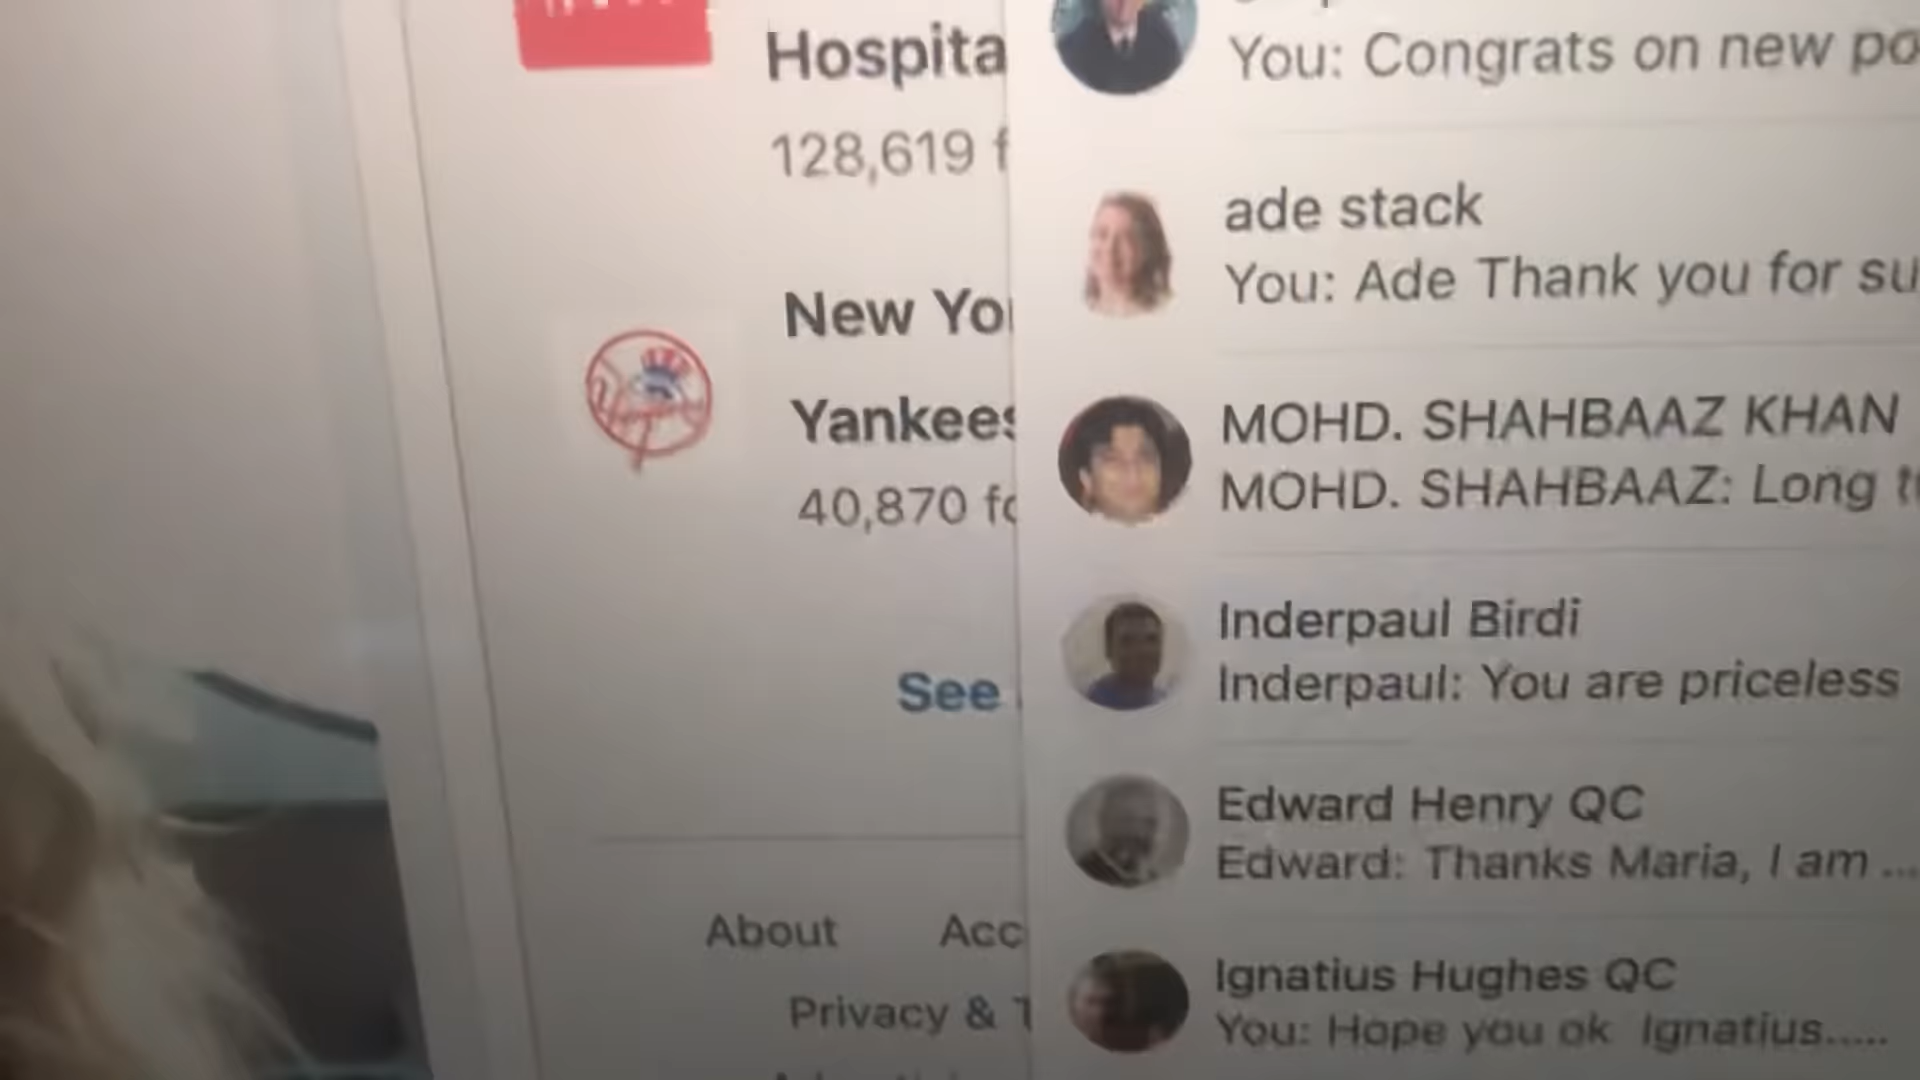 Hospita
128,619 f
New Yo
Yankees
40,870 fo
See
About Acc
Privacy & T
You: Congrats on new po
ade stack
You: Ade Thank you for su
MOHD. SHAHBAAZ KHAN
MOHD. SHAHBAAZ: Long t
Inderpaul Birdi
Inderpaul: You are priceless
Edward Henry QC
Edward: Thanks Maria, I am ...
Ignatius Hughes QC
You: Hope you ok Ignatius.....